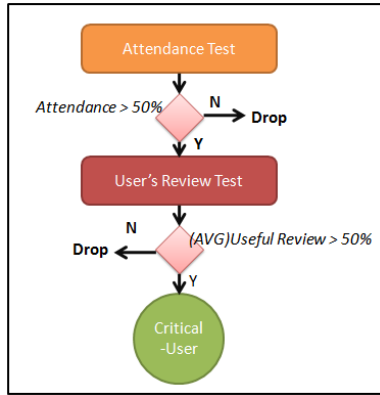 Attendance Test
Attendance > 50%
N
Drop
Y
User's Review Test
N
(AVG)Useful Review > 50%
Drop
Y
Critical
-User